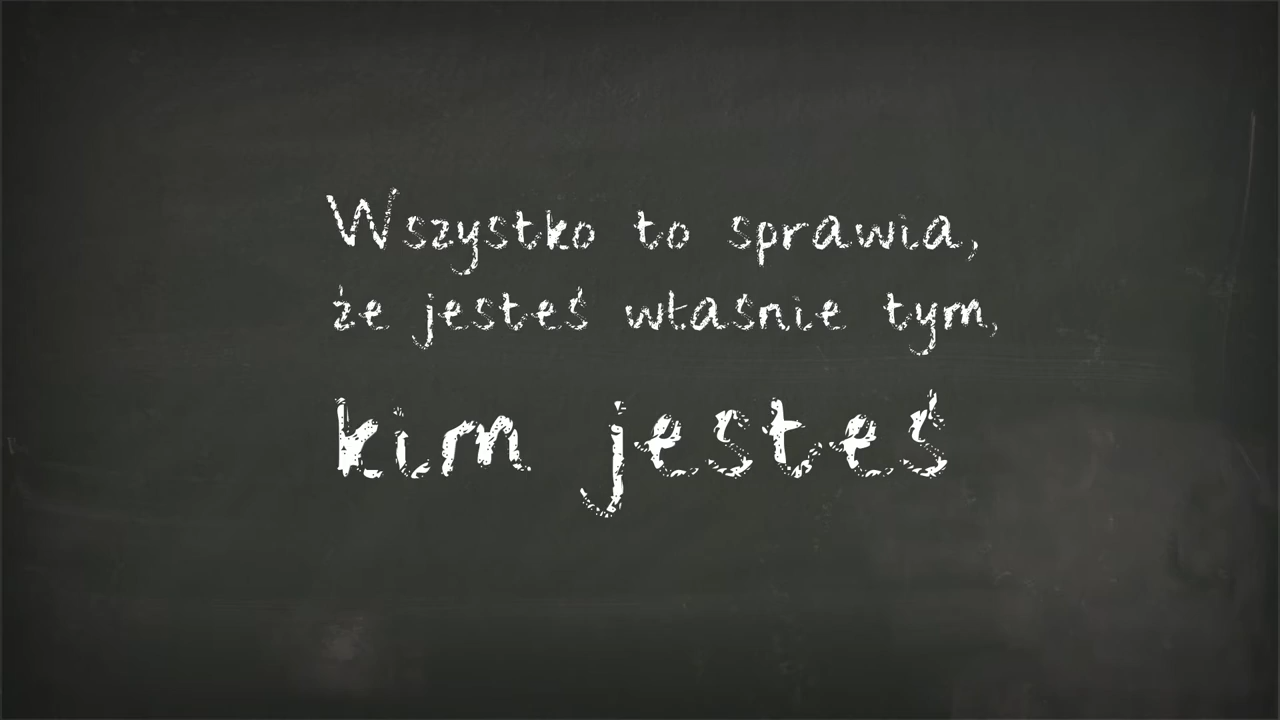 Wszystko to sprawia,
że jesteś właśnie tym,
kim jesteś